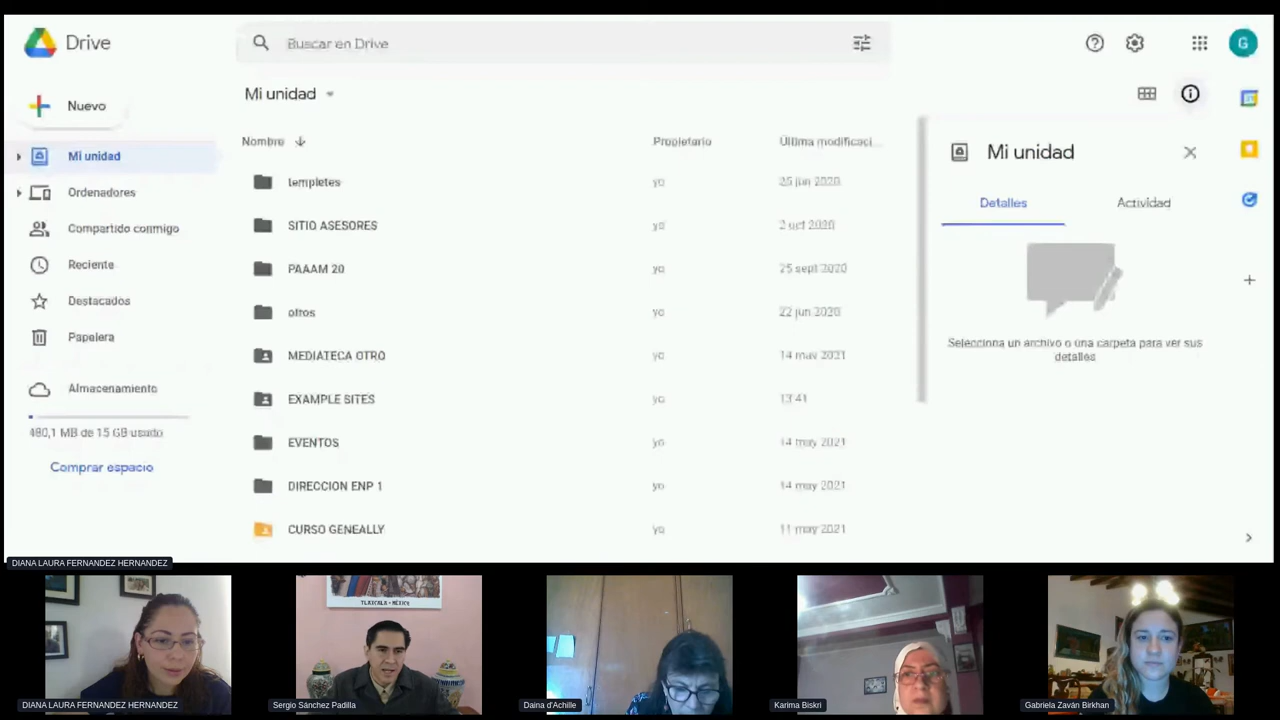 Drive
Buscar en Drive
G
Nuevo
Mi unidad
Mi unidad
Ordenadores
Compartido conmigo
Reciente
Destacados
Papelera
Almacenamiento
480,1 MB de 15 GB usado
Comprar espacio
Nombre
Propietario
Última modificaci...
templetes yo 25 jun 2020
SITIO ASESORES yo 2 oct 2020
PAAAM 20 yo 25 sept 2020
otros yo 22 jun 2020
MEDIATECA OTRO yo 14 may 2021
EXAMPLE SITES yo 13:41
EVENTOS yo 14 may 2021
DIRECCION ENP 1 yo 14 may 2021
CURSO GENEALLY yo 11 may 2021
Mi unidad
Detalles
Actividad
Selecciona un archivo o una carpeta para ver sus
detalles
DIANA LAURA FERNANDEZ HERNANDEZ
TLAXCALA - MÉXICO
DIANA LAURA FERNANDEZ HERNANDEZ
Sergio Sánchez Padilla
Daina d'Achille
Karima Biskri
Gabriela Zaván Birkhan